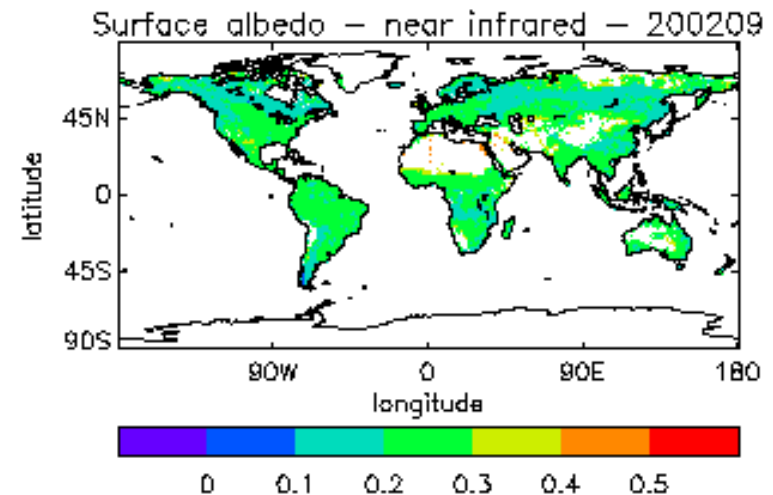 Surface albedo – near infrared – 200209
latitude
45N
0
45S
90S
90W 0 90E 180
longitude
0 0.1 0.2 0.3 0.4 0.5